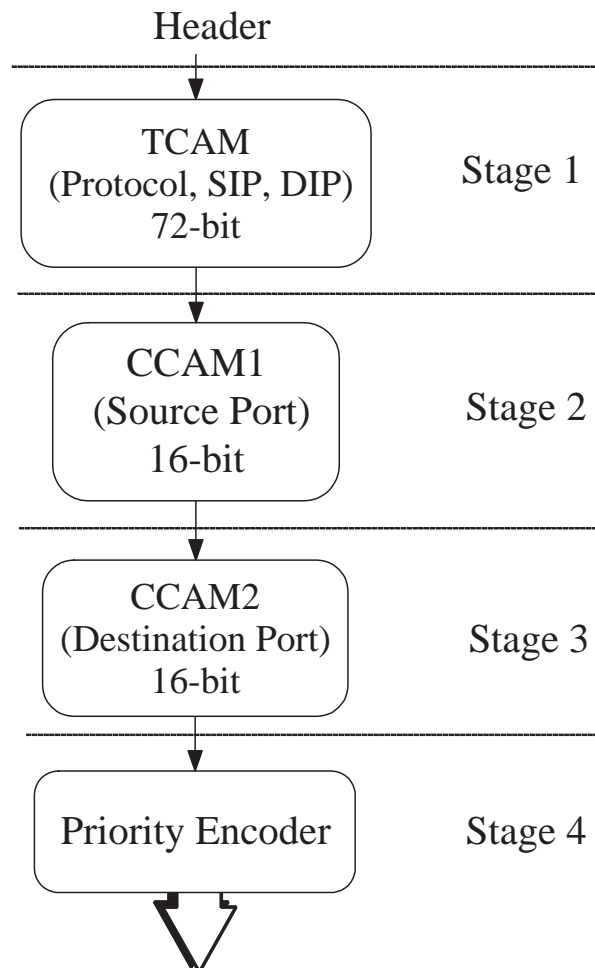 Header
TCAM
(Protocol, SIP, DIP)
72-bit
Stage 1
CCAM1
(Source Port)
16-bit
Stage 2
CCAM2
(Destination Port)
16-bit
Stage 3
Priority Encoder
Stage 4